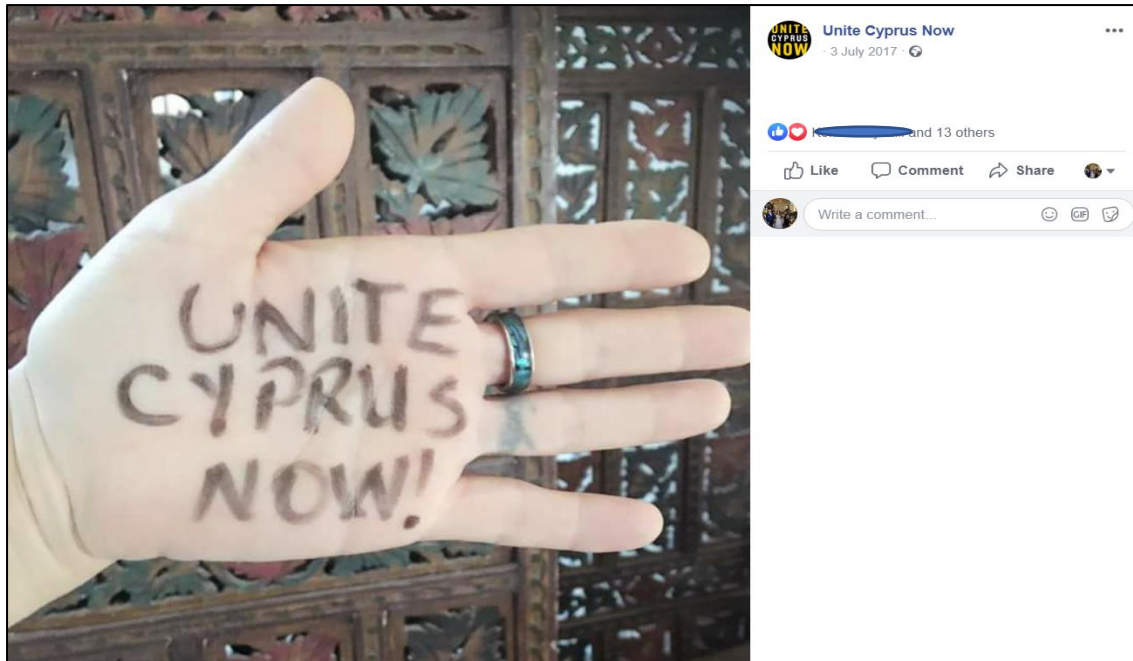 UNITE
CYPRUS
NOW!
UNITE
CYPRUS
NOW
Unite Cyprus Now
· 3 July 2017 ·
and 13 others
Like Comment Share
Write a comment...
GIF